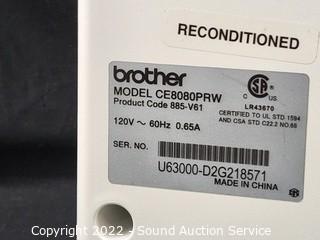 RECONDITIONED
brother
MODEL CE8080PRW
Product Code 885-V61
120V ~ 60Hz 0.65A
C US
LR43670
CERTIFIED TO UL STD 1594
AND CSA STD C22.2 NO.68
SER. NO.
U63000-D2G218571
MADE IN CHINA
Copyright 2022 - Sound Auction Service